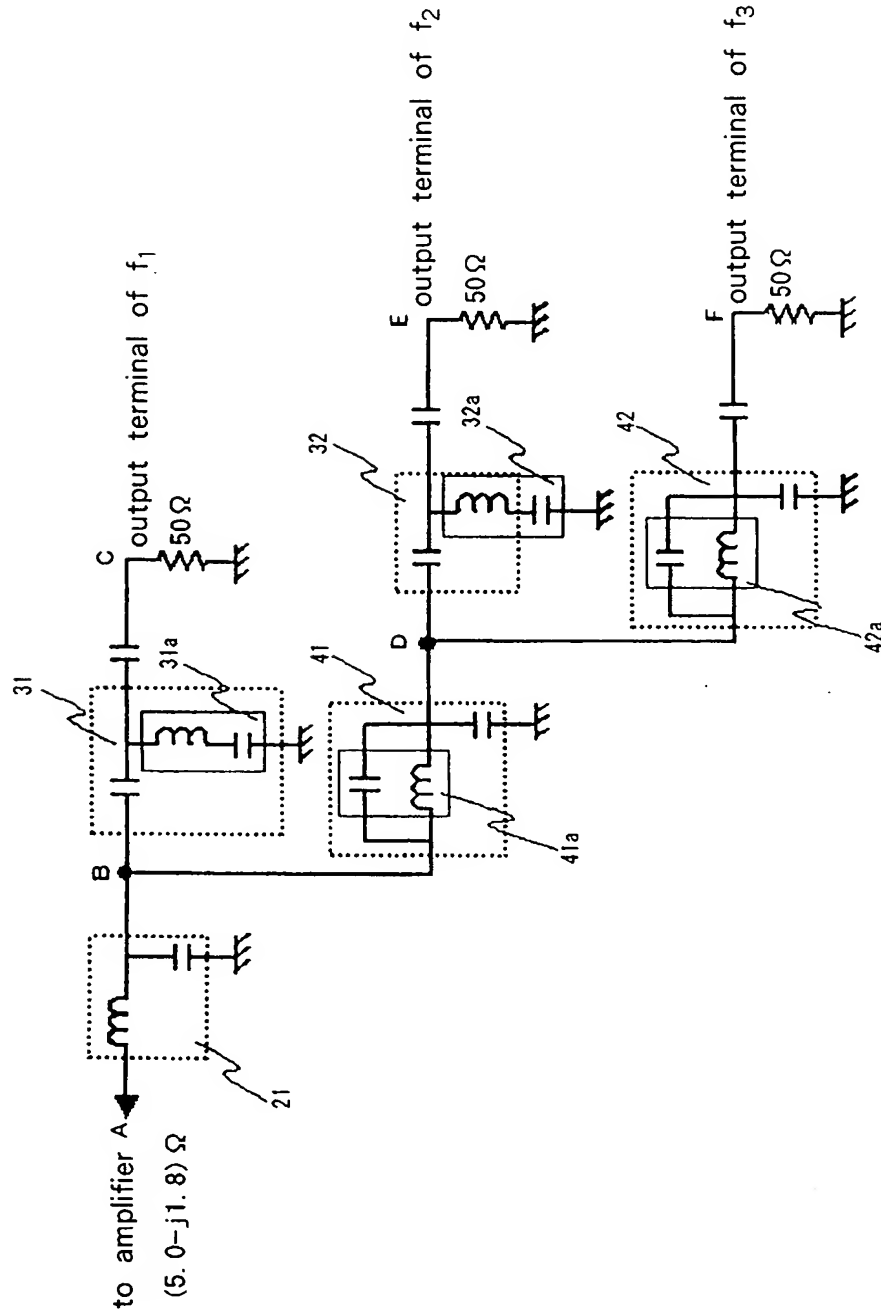 to amplifier A
(5.0-j1.8)Ω
21
B
31
31a
C
output terminal of f1
50Ω
41
41a
D
32
32a
E
output terminal of f2
50Ω
42
42a
F
output terminal of f3
50Ω